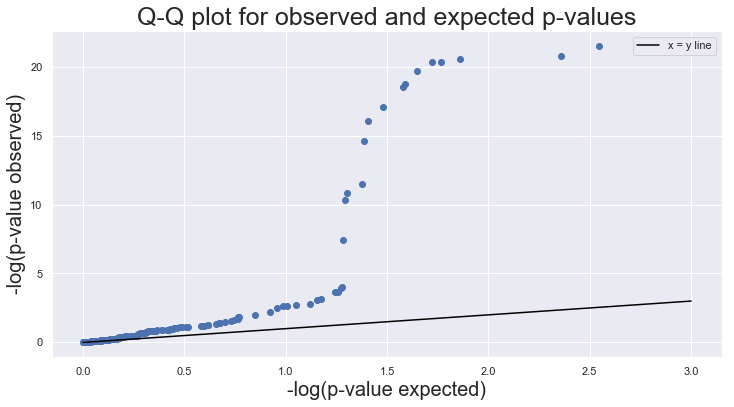 Q-Q plot for observed and expected p-values
x = y line
-log(p-value observed)
20
15
10
5
0
0.0 0.5 1.0 1.5 2.0 2.5 3.0
-log(p-value expected)